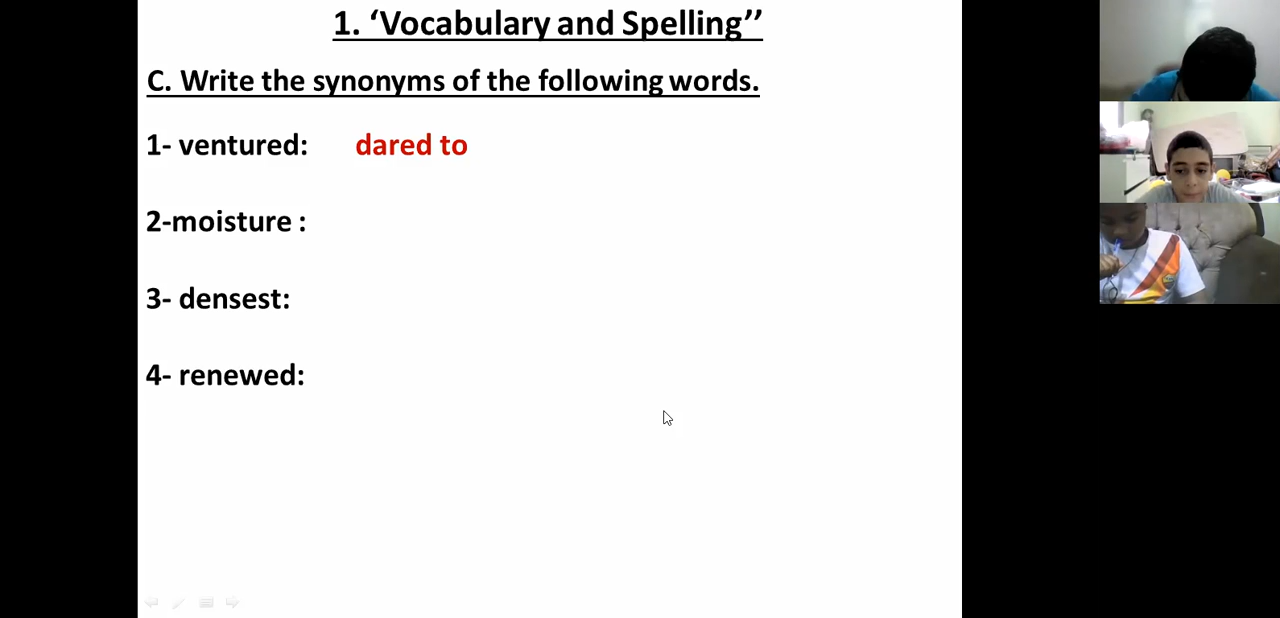 1. ‘Vocabulary and Spelling’’
C. Write the synonyms of the following words.
1- ventured: dared to
2-moisture :
3- densest:
4- renewed: